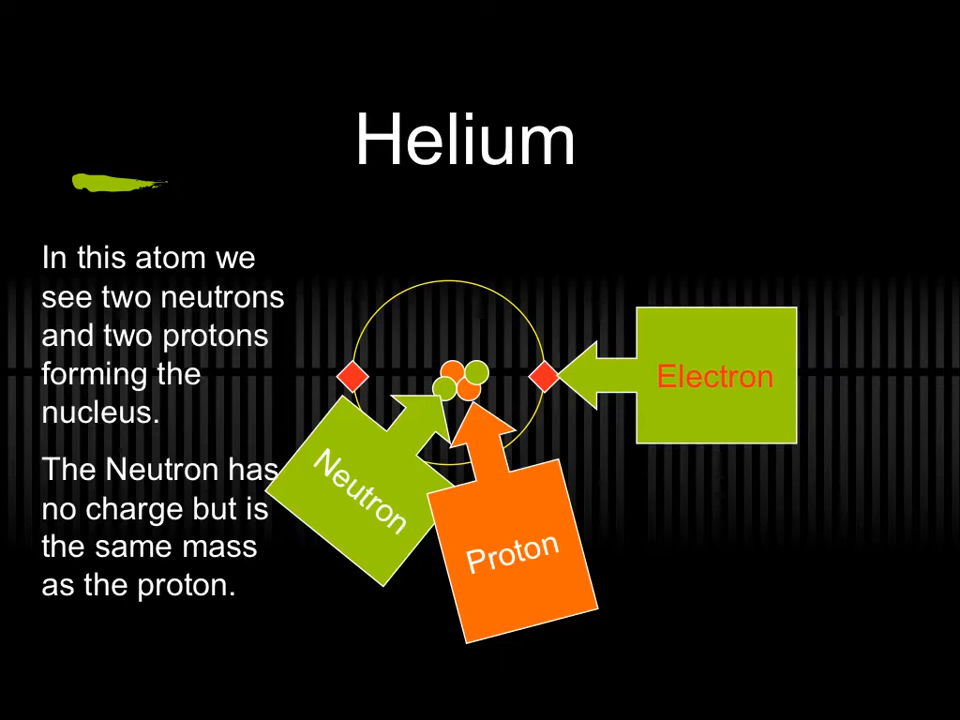 Helium
In this atom we
see two neutrons
and two protons
forming the
nucleus.
The Neutron has
no charge but is
the same mass
as the proton.
Electron
Neutron
Proton